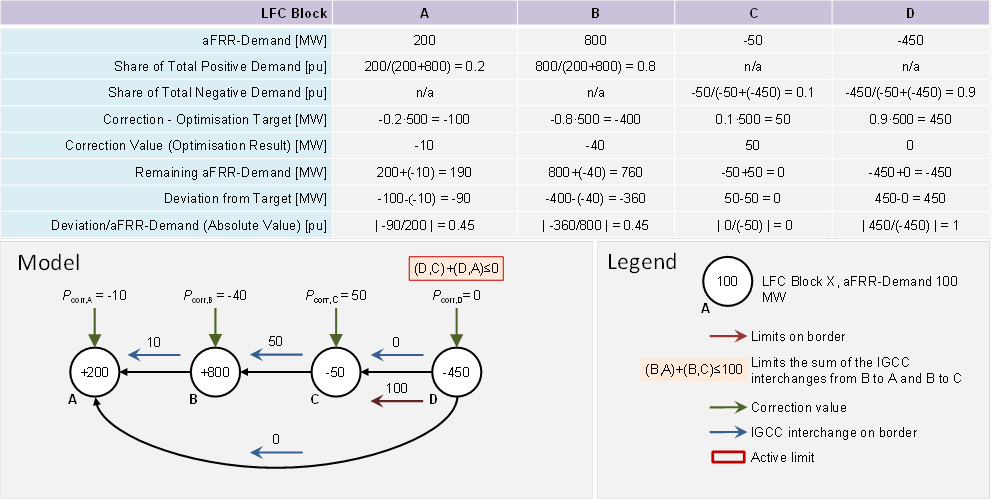 LFC Block A B C D
aFRR-Demand [MW] 200 800 -50 -450
Share of Total Positive Demand [pu] 200/(200+800) = 0.2 800/(200+800) = 0.8 n/a n/a
Share of Total Negative Demand [pu] n/a n/a -50/(-50+(-450) = 0.1 -450/(-50+(-450) = 0.9
Correction - Optimisation Target [MW] -0.2·500 = -100 -0.8·500 = -400 0.1·500 = 50 0.9·500 = 450
Correction Value (Optimisation Result) [MW] -10 -40 50 0
Remaining aFRR-Demand [MW] 200+(-10) = 190 800+(-40) = 760 -50+50 = 0 -450+0 = -450
Deviation from Target [MW] -100-(-10) = -90 -400-(-40) = -360 50-50 = 0 450-0 = 450
Deviation/aFRR-Demand (Absolute Value) [pu] | -90/200 | = 0.45 | -360/800 | = 0.45 | 0/(-50) | = 0 | 450/(-450) | = 1
Model
(D,C)+(D,A)≤0
Pcorr,A = -10 Pcorr,B = -40 Pcorr,C = 50 Pcorr,D= 0
10 50 0
+200 +800 -50 -450
100
A B C D
0
Legend
100
A
LFC Block X, aFRR-Demand 100
MW
Limits on border
(B,A)+(B,C)≤100
Limits the sum of the IGCC
interchanges from B to A and B to C
Correction value
IGCC interchange on border
Active limit